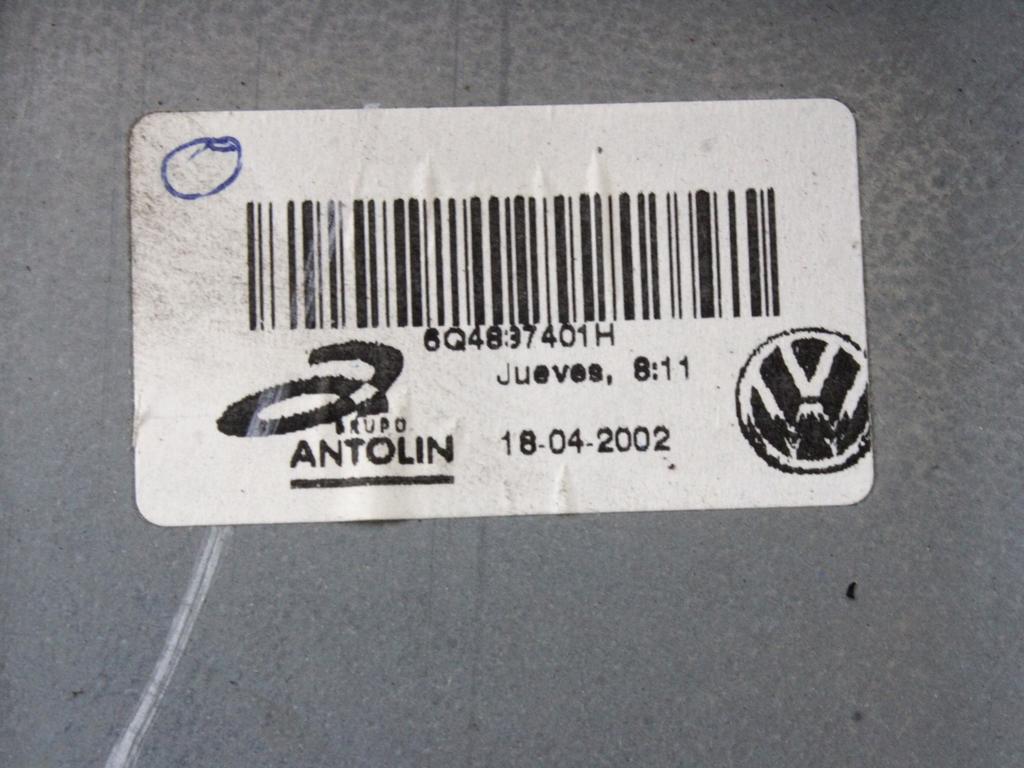 6Q4837401H
Jueves, 8:11
GRUPO
ANTOLIN
18-04-2002